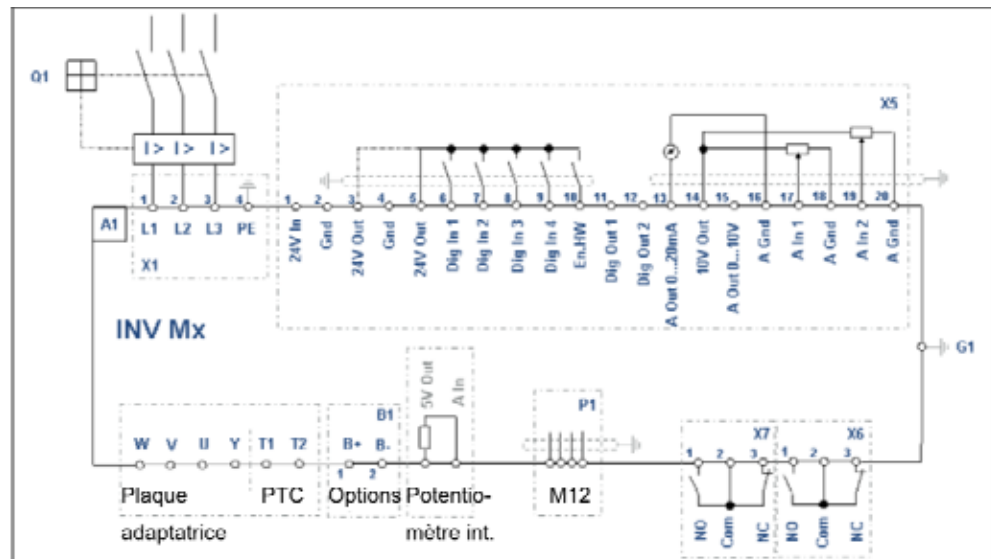 Q1
I > I > I >
X5
1 2 3 4 1 2 3 4 5 6 7 8 9 10 11 12 13 14 15 16 17 18 19 20
A1
L1 L2 L3 PE
X1
24V In
Gnd
24V Out
Gnd
24V Out
Dig In 1
Dig In 2
Dig In 3
Dig In 4
En.HW
Dig Out 1
Dig Out 2
A Out 0...20mA
10V Out
A Out 0...10V
A Gnd
A In 1
A Gnd
A In 2
A Gnd
INV Mx
G1
5V Out
A In
B1
P1
X7
X6
W V U Y T1 T2 B+ B-
1 2
1 2 3 1 2 3
Plaque
adaptatrice
PTC
Options
Potentio-
mètre int.
M12
NO Com NC NO Com NC